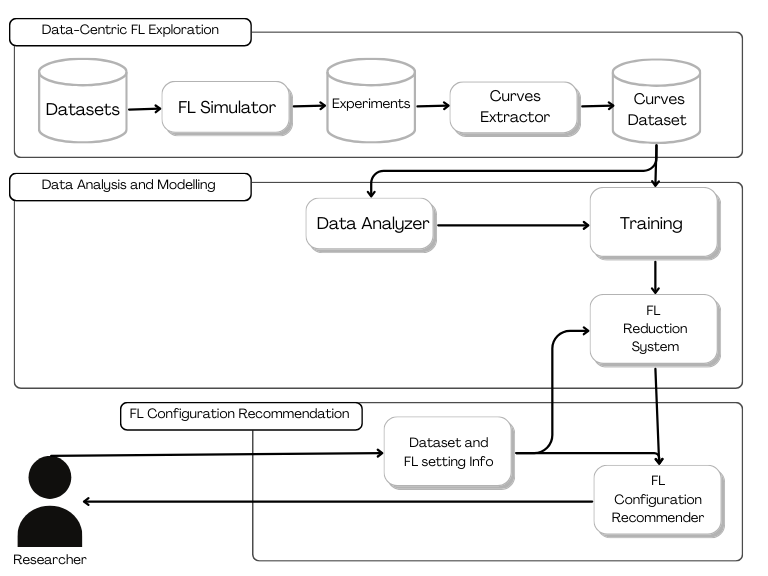 Data-Centric FL Exploration
Datasets
FL Simulator
Experiments
Curves
Extractor
Curves
Dataset
Data Analysis and Modelling
Data Analyzer
Training
FL
Reduction
System
FL Configuration Recommendation
Dataset and
FL setting Info
FL
Configuration
Recommender
Researcher